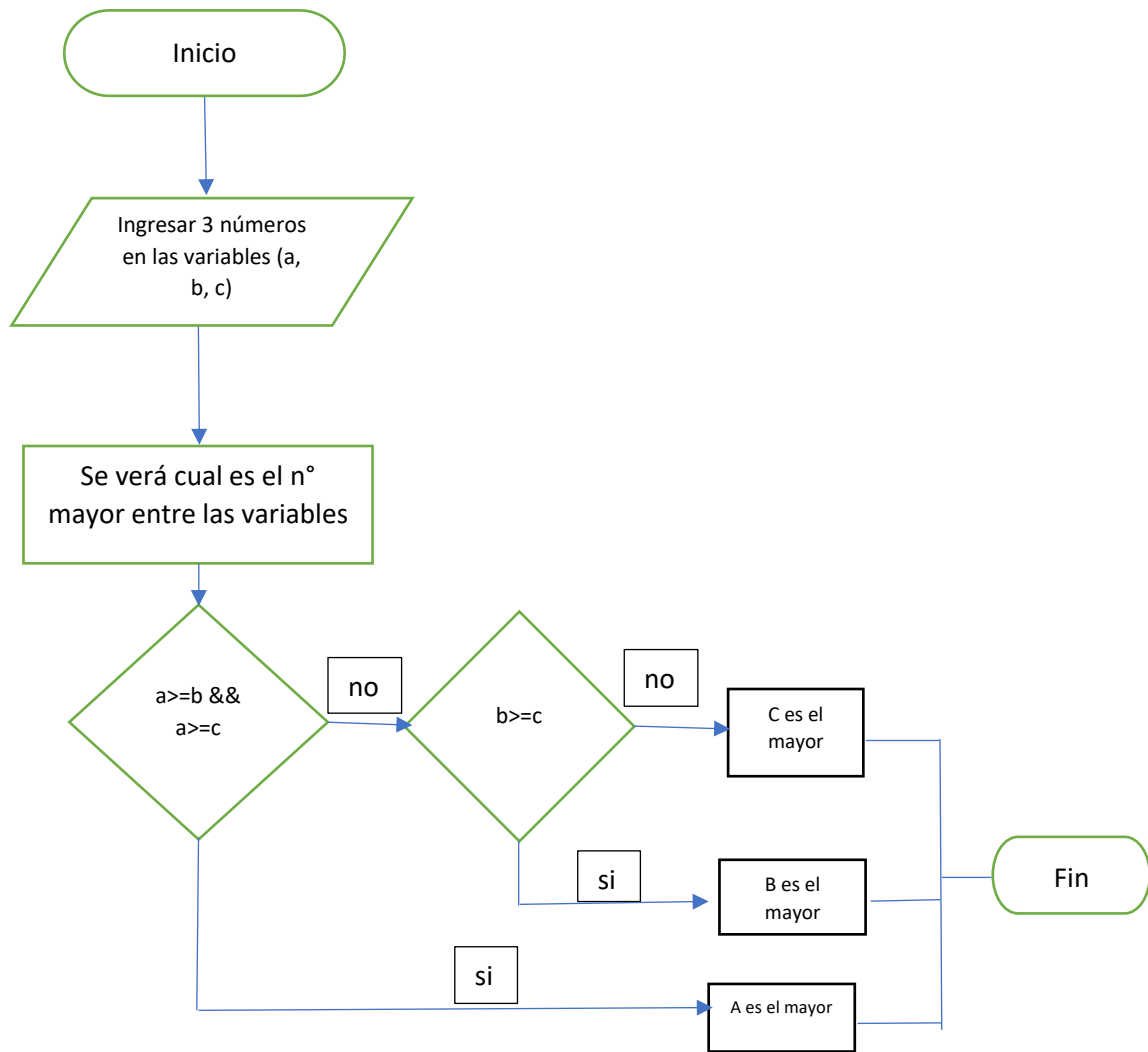 Inicio
Ingresar 3 números
en las variables (a,
b, c)
Se verá cual es el n°
mayor entre las variables
a>=b &&
a>=c
no
b>=c
no
C es el
mayor
si
B es el
mayor
si
A es el mayor
Fin